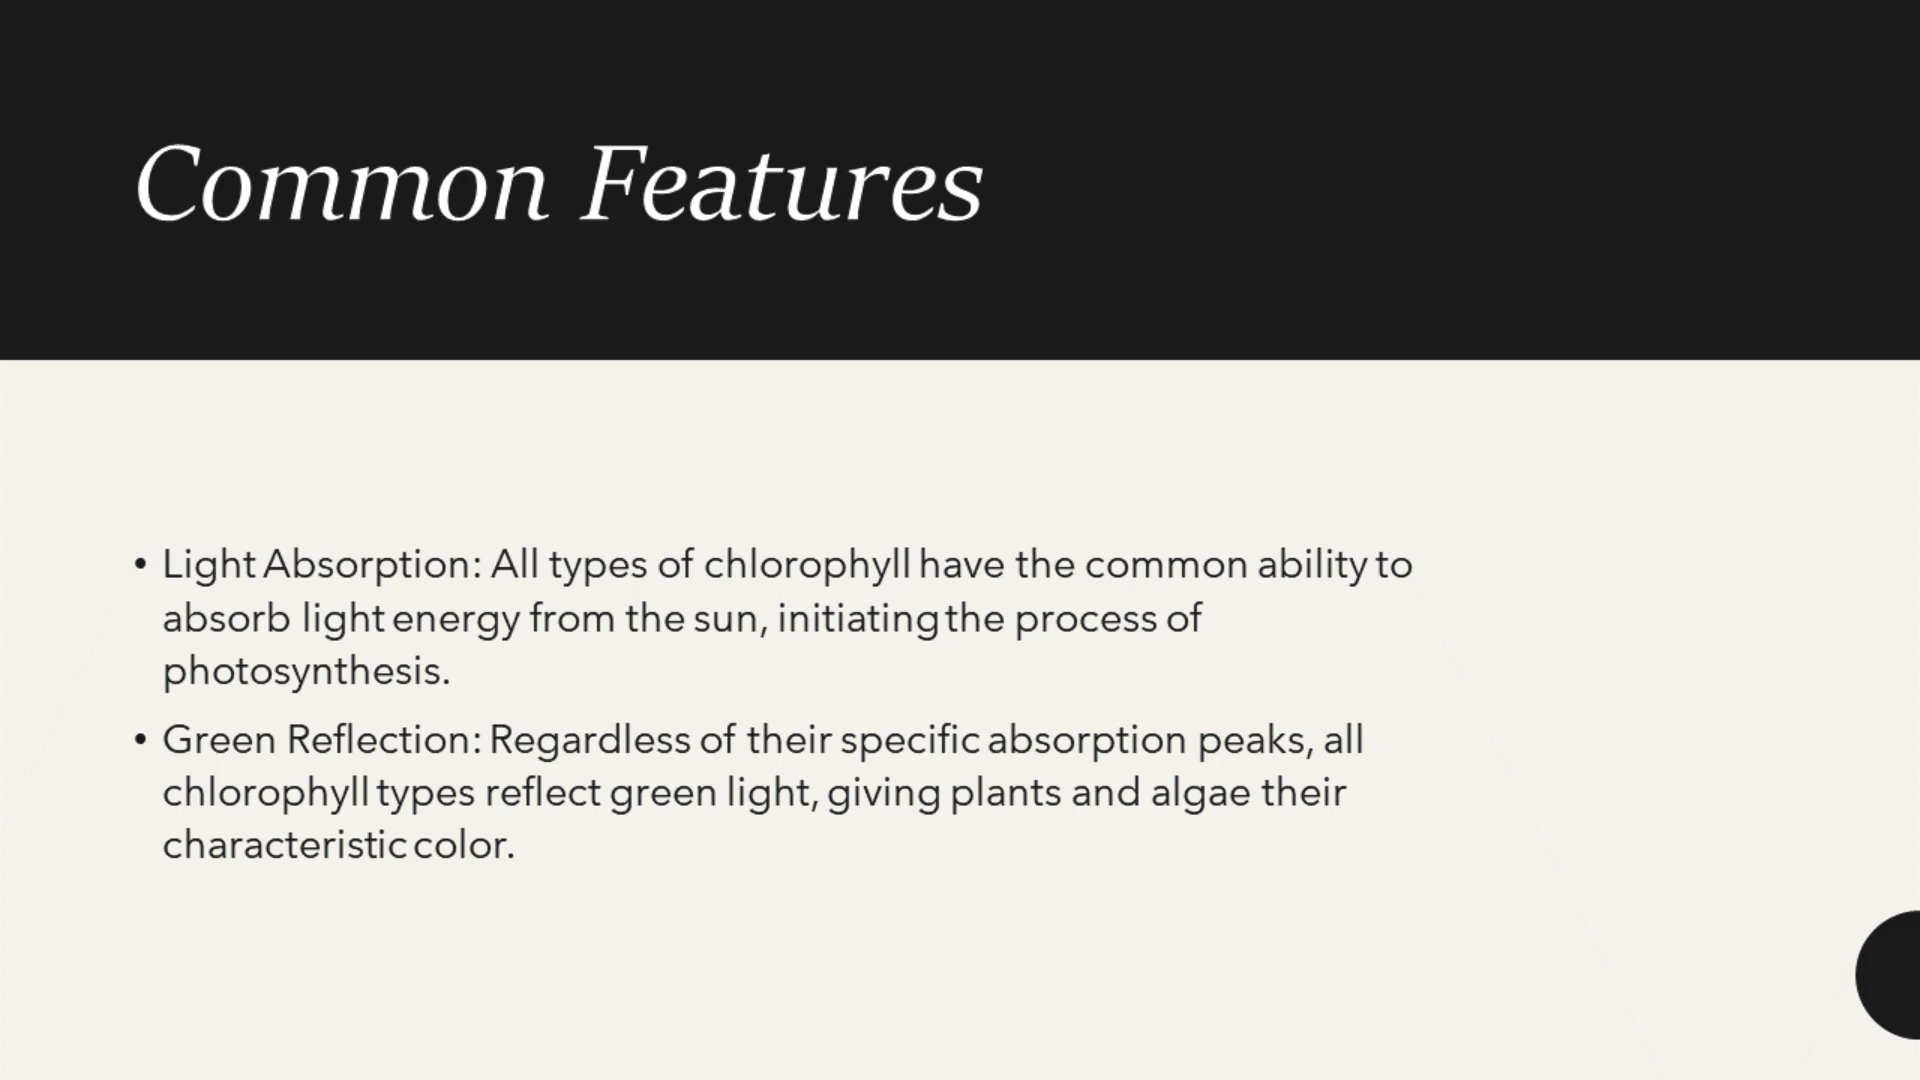 Common Features
• Light Absorption: All types of chlorophyll have the common ability to
absorb light energy from the sun, initiating the process of
photosynthesis.
• Green Reflection: Regardless of their specific absorption peaks, all
chlorophyll types reflect green light, giving plants and algae their
characteristic color.